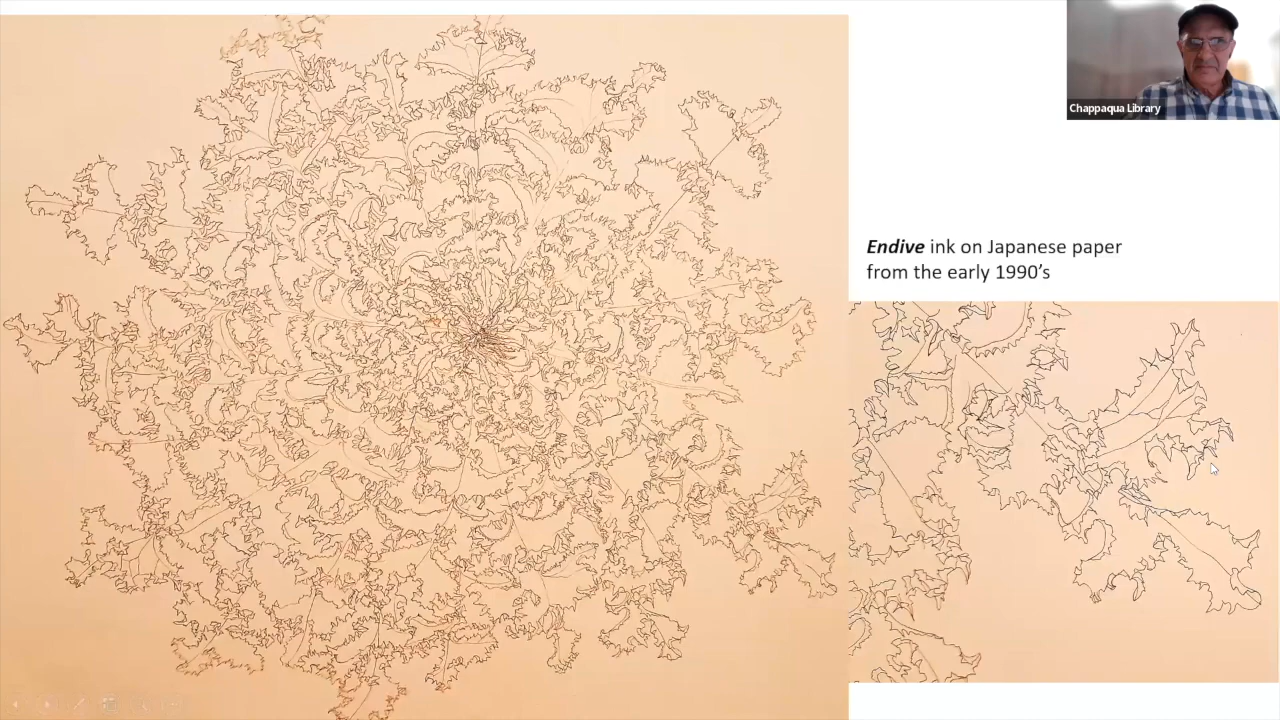 Chappaqua Library
Endive ink on Japanese paper
from the early 1990’s